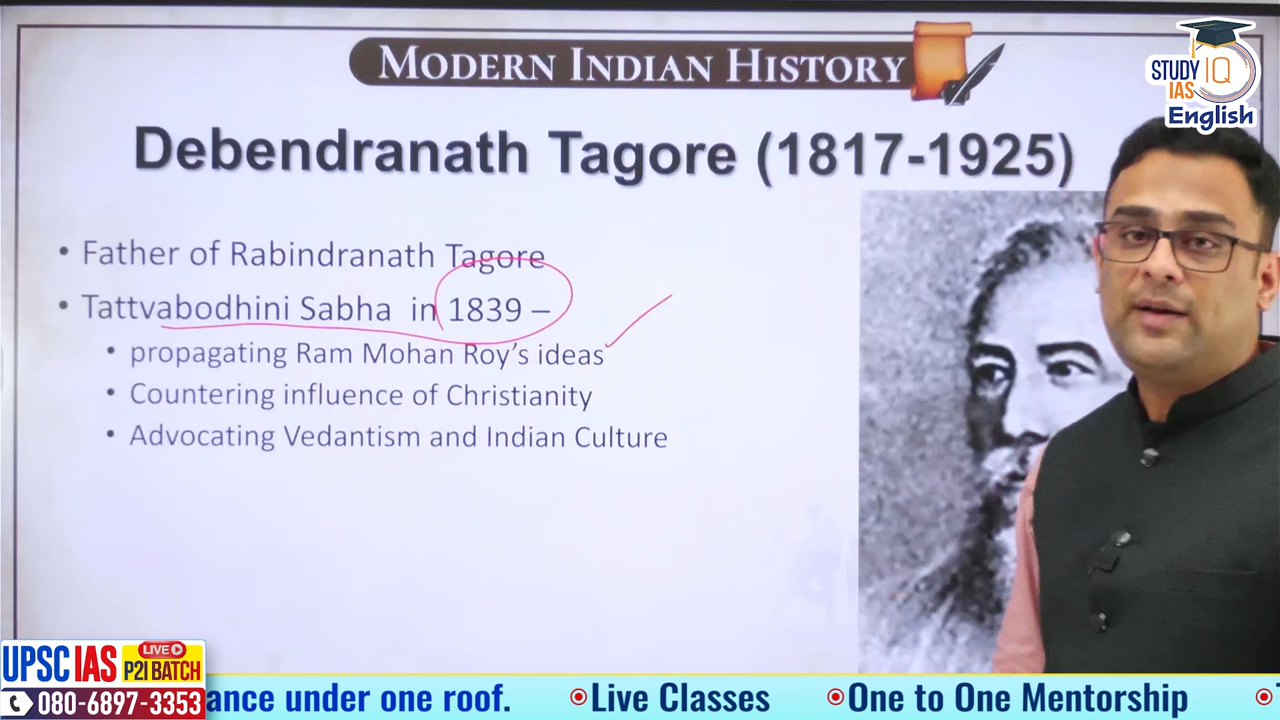 MODERN INDIAN HISTORY
STUDY IQ
IAS
English
Debendranath Tagore (1817-1925)
• Father of Rabindranath Tagore
• Tattvabodhini Sabha in 1839 –
• propagating Ram Mohan Roy's ideas
• Countering influence of Christianity
• Advocating Vedantism and Indian Culture
UPSC IAS LIVE P2I BATCH
080-6897-3353
ance under one roof. Live Classes One to One Mentorship